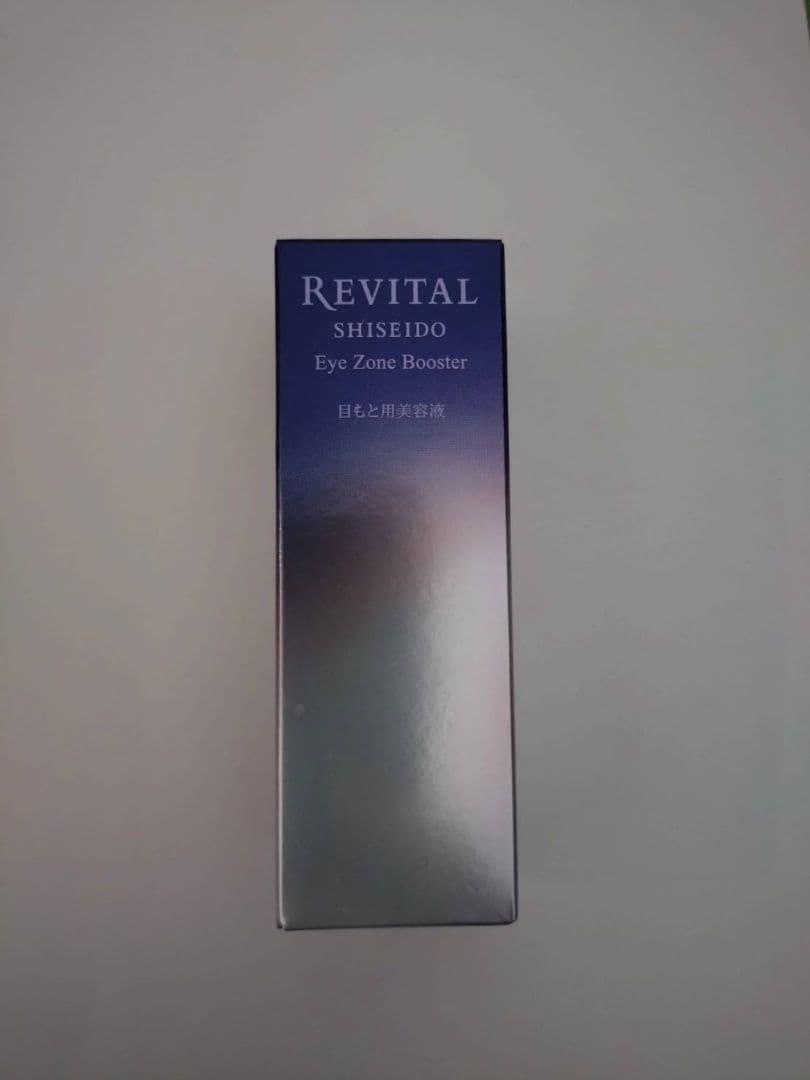 REVITAL
SHISEIDO
Eye Zone Booster
目もと用美容液